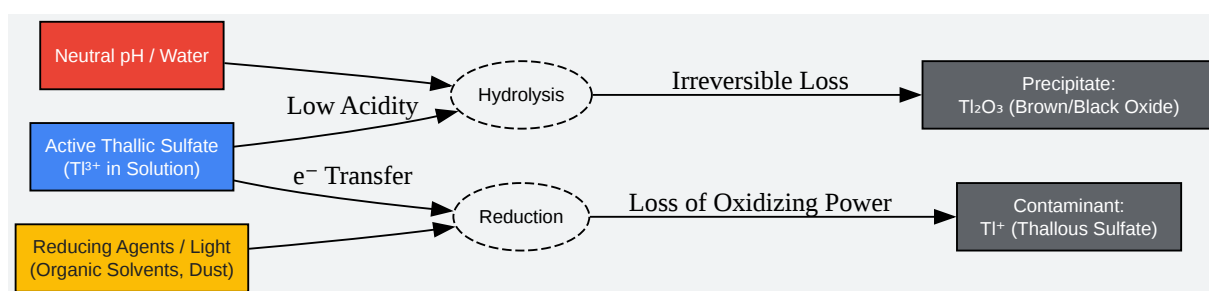 Neutral pH / Water
Low Acidity
Hydrolysis
Irreversible Loss
Precipitate:
Tl₂O₃ (Brown/Black Oxide)
Active Thallic Sulfate
(Tl³⁺ in Solution)
e⁻ Transfer
Reduction
Loss of Oxidizing Power
Contaminant:
Tl⁺ (Thallous Sulfate)
Reducing Agents / Light
(Organic Solvents, Dust)